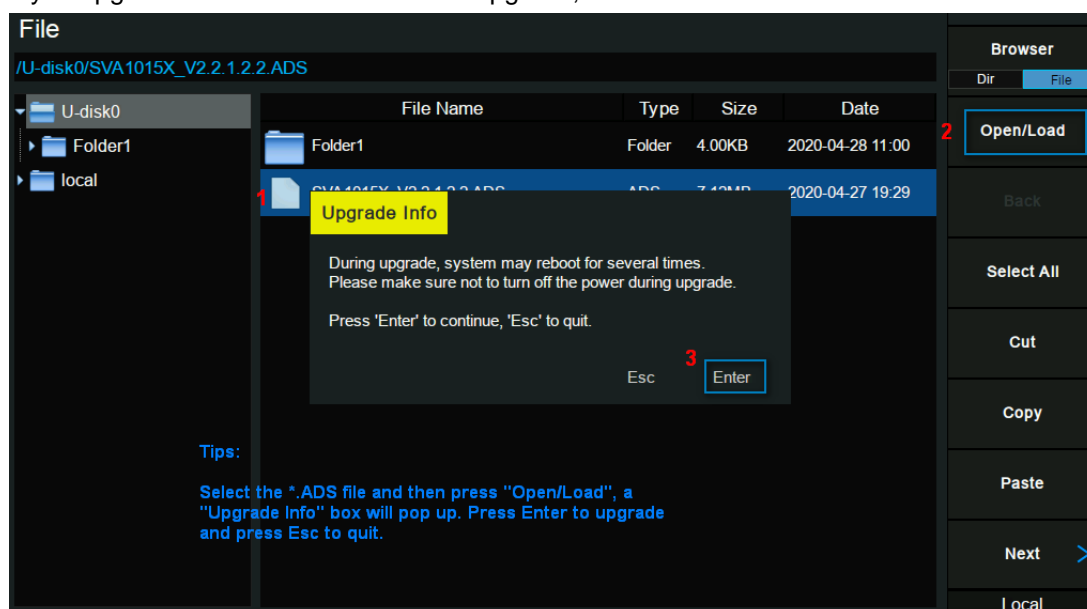 File
/U-disk0/SVA1015X_V2.2.1.2.2.ADS
U-disk0
Folder1
local
File Name Type Size Date
Folder1 Folder 4.00KB 2020-04-28 11:00
1 2020-04-27 19:29
Upgrade Info
During upgrade, system may reboot for several times.
Please make sure not to turn off the power during upgrade.
Press 'Enter' to continue, 'Esc' to quit.
Esc 3 Enter
Tips:
Select the *.ADS file and then press "Open/Load", a
"Upgrade Info" box will pop up. Press Enter to upgrade
and press Esc to quit.
Browser
Dir File
2 Open/Load
Back
Select All
Cut
Copy
Paste
Next >
Local